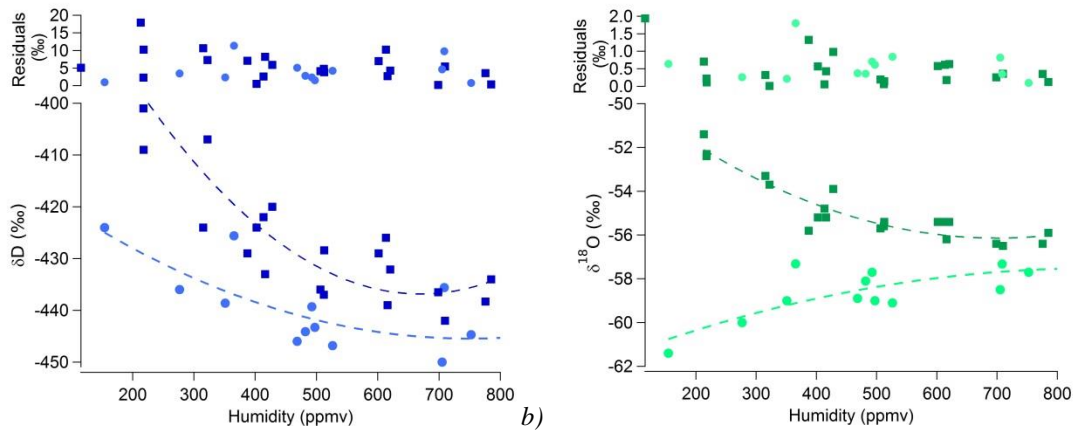 Residuals
(‰)
20
15
10
5
0
-400
-410
-420
-430
-440
-450
δD (‰)
200 300 400 500 600 700 800
Humidity (ppmv)
b)
Residuals
(‰)
2.0
1.5
1.0
0.5
0.0
-50
-52
-54
-56
-58
-60
-62
δ18O (‰)
200 300 400 500 600 700 800
Humidity (ppmv)